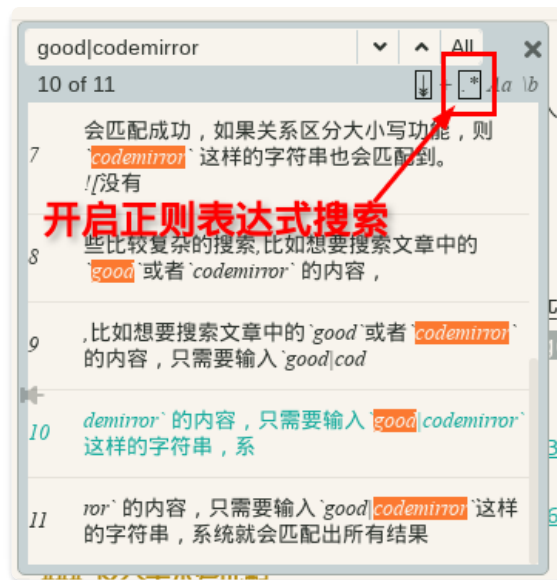 good|codemirror All
10 of 11 + .* Aa \b
7 会匹配成功，如果关系区分大小写功能，则
`codemirror` 这样的字符串也会匹配到。
![没有
开启正则表达式搜索
8 些比较复杂的搜索,比如想要搜索文章中的
`good`或者`codemirror` 的内容，
9 ,比如想要搜索文章中的`good`或者`codemirror`
的内容，只需要输入`good|cod
10 demirror` 的内容，只需要输入`good|codemirror`
这样的字符串，系
11 ror` 的内容，只需要输入`good|codemirror`这样
的字符串，系统就会匹配出所有结果